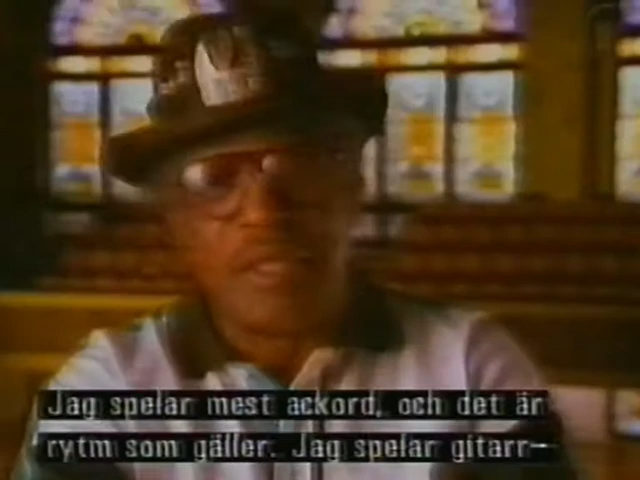 Jag spelar mest ackord, och det är
rytm som gäller. Jag spelar gitarr--